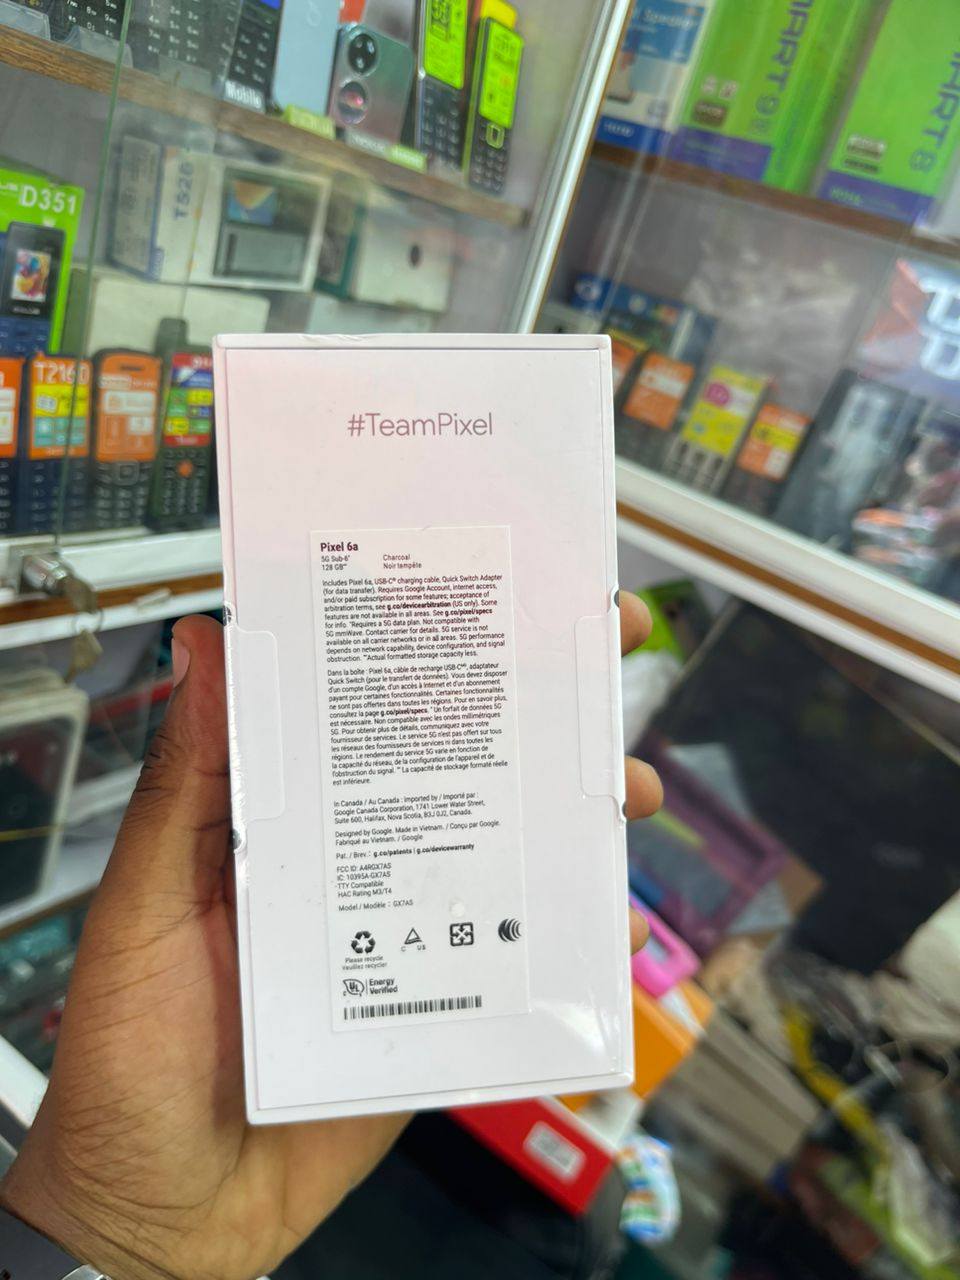 Mobile
D351
T528
T216
SMART 8
#TeamPixel
Pixel 6a
5G Sub-6*
128 GB**
Charcoal
Noir tempête
Includes Pixel 6a, USB-C® charging cable, Quick Switch Adapter
(for data transfer). Requires Google Account, internet access,
and/or paid subscription for some features; acceptance of
arbitration terms, see g.co/devicearbitration (US only). Some
features are not available in all areas. See g.co/pixel/specs
for info. *Requires a 5G data plan. Not compatible with
5G mmWave. Contact carrier for details. 5G service is not
available on all carrier networks or in all areas. 5G performance
depends on network capability, device configuration, and signal
obstruction. **Actual formatted storage capacity less.
Dans la boîte : Pixel 6a, câble de recharge USB-CMD, adaptateur
Quick Switch (pour le transfert de données). Vous devez disposer
d'un compte Google, d'un accès à Internet et d'un abonnement
payant pour certaines fonctionnalités. Certaines fonctionnalités
ne sont pas offertes dans toutes les régions. Pour en savoir plus,
consultez la page g.co/pixel/specs. * Un forfait de données 5G
est nécessaire. Non compatible avec les ondes millimétriques
5G. Pour obtenir plus de détails, communiquez avec votre
fournisseur de services. Le service 5G n'est pas offert sur tous
les réseaux des fournisseurs de services ni dans toutes les
régions. Le rendement du service 5G varie en fonction de
la capacité du réseau, de la configuration de l'appareil et de
l'obstruction du signal. ** La capacité de stockage formaté réelle
est inférieure.
In Canada / Au Canada : Imported by / Importé par :
Google Canada Corporation, 1741 Lower Water Street,
Suite 600, Halifax, Nova Scotia, B3J 0J2, Canada.
Designed by Google. Made in Vietnam. / Conçu par Google.
Fabriqué au Vietnam. / Google
Pat. / Brev. : g.co/patents | g.co/devicewarranty
FCC ID: A4RGX7AS
IC: 10395A-GX7AS
TTY Compatible
HAC Rating M3/T4
Model / Modèle : GX7AS
Please recycle
Veuillez recycler
C US
UL Energy
Verified